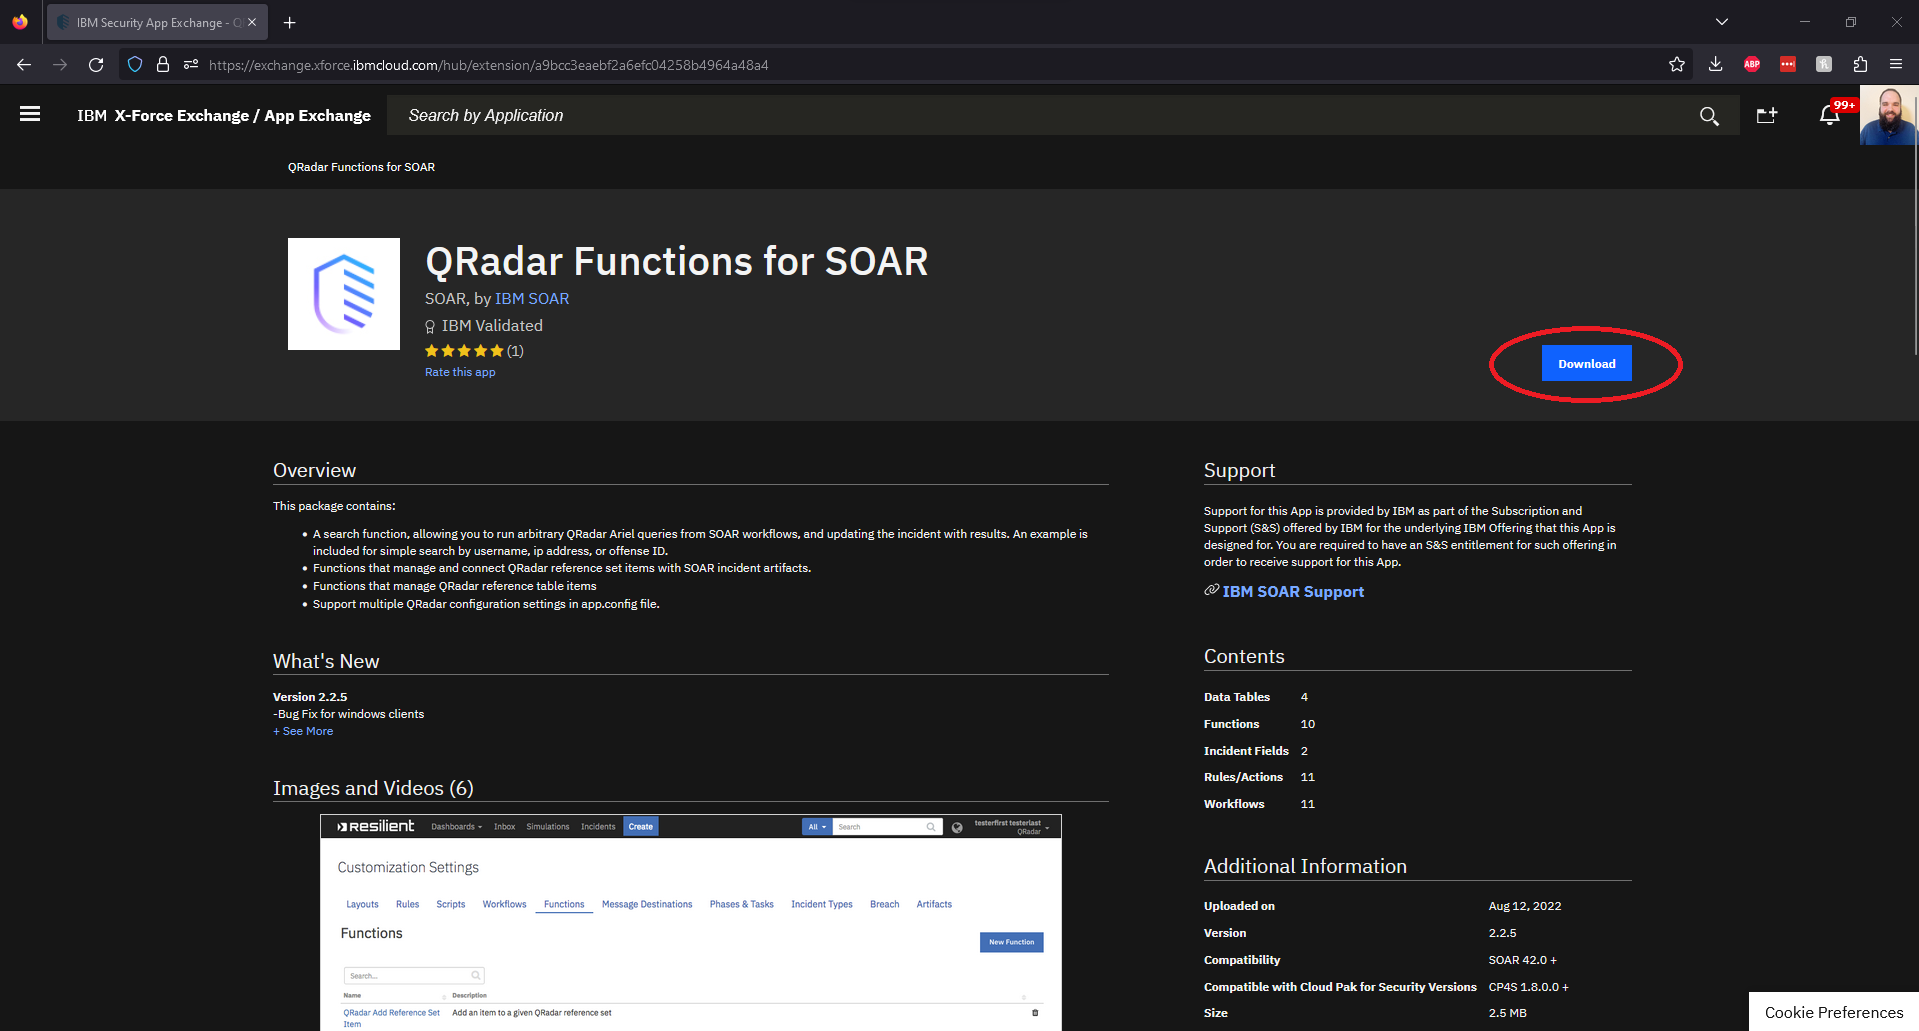 IBM Security App Exchange - Q
https://exchange.xforce.ibmcloud.com/hub/extension/a9bcc3eaebf2a6efc04258b4964a48a4
ABP
IBM X-Force Exchange / App Exchange
Search by Application
99+
QRadar Functions for SOAR
QRadar Functions for SOAR
SOAR, by IBM SOAR
IBM Validated
(1)
Rate this app
Download
Overview
This package contains:
• A search function, allowing you to run arbitrary QRadar Ariel queries from SOAR workflows, and updating the incident with results. An example is
included for simple search by username, ip address, or offense ID.
• Functions that manage and connect QRadar reference set items with SOAR incident artifacts.
• Functions that manage QRadar reference table items
• Support multiple QRadar configuration settings in app.config file.
What's New
Version 2.2.5
-Bug Fix for windows clients
+ See More
Images and Videos (6)
resilient Dashboards Inbox Simulations Incidents Create All Search testerfirst testerlast
QRadar
Customization Settings
Layouts Rules Scripts Workflows Functions Message Destinations Phases & Tasks Incident Types Breach Artifacts
Functions
New Function
Search...
Name Description
QRadar Add Reference Set Add an item to a given QRadar reference set
Item
Support
Support for this App is provided by IBM as part of the Subscription and
Support (S&S) offered by IBM for the underlying IBM Offering that this App is
designed for. You are required to have an S&S entitlement for such offering in
order to receive support for this App.
IBM SOAR Support
Contents
Data Tables 4
Functions 10
Incident Fields 2
Rules/Actions 11
Workflows 11
Additional Information
Uploaded on Aug 12, 2022
Version 2.2.5
Compatibility SOAR 42.0 +
Compatible with Cloud Pak for Security Versions CP4S 1.8.0.0 +
Size 2.5 MB
Cookie Preferences